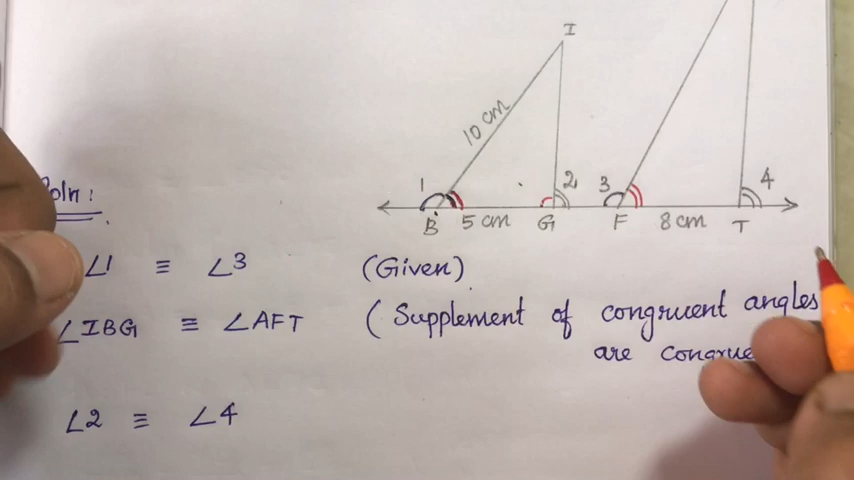 I
10 cm
1
2
3
4
B 5 cm G F 8 cm T
oln :
∠1 ≡ ∠3 (Given)
∠IBG ≡ ∠AFT ( Supplement of congruent angles
are
∠2 ≡ ∠4